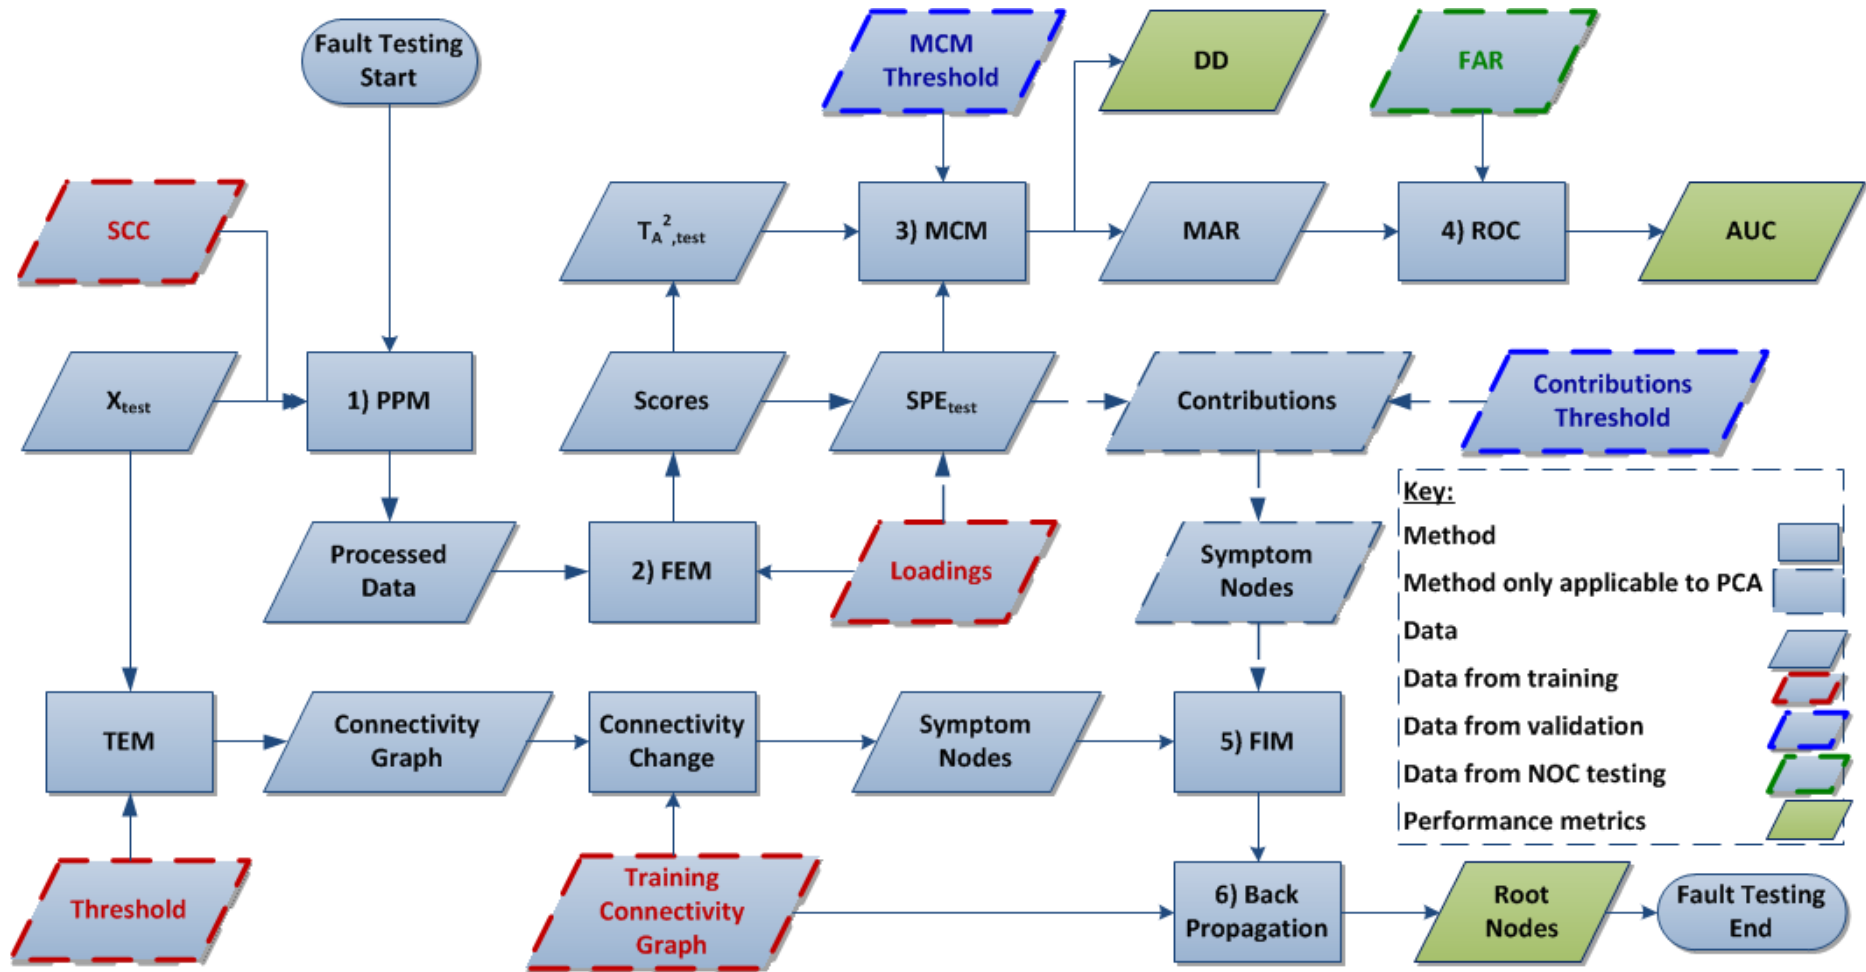 Fault Testing
Start
MCM
Threshold
DD
FAR
SCC
T_A^2,test
3) MCM
MAR
4) ROC
AUC
X_test
1) PPM
Scores
SPE_test
Contributions
Contributions
Threshold
Key:
Method
Method only applicable to PCA
Data
Data from training
Data from validation
Data from NOC testing
Performance metrics
Processed
Data
2) FEM
Loadings
Symptom
Nodes
TEM
Connectivity
Graph
Connectivity
Change
Symptom
Nodes
5) FIM
Threshold
Training
Connectivity
Graph
6) Back
Propagation
Root
Nodes
Fault Testing
End